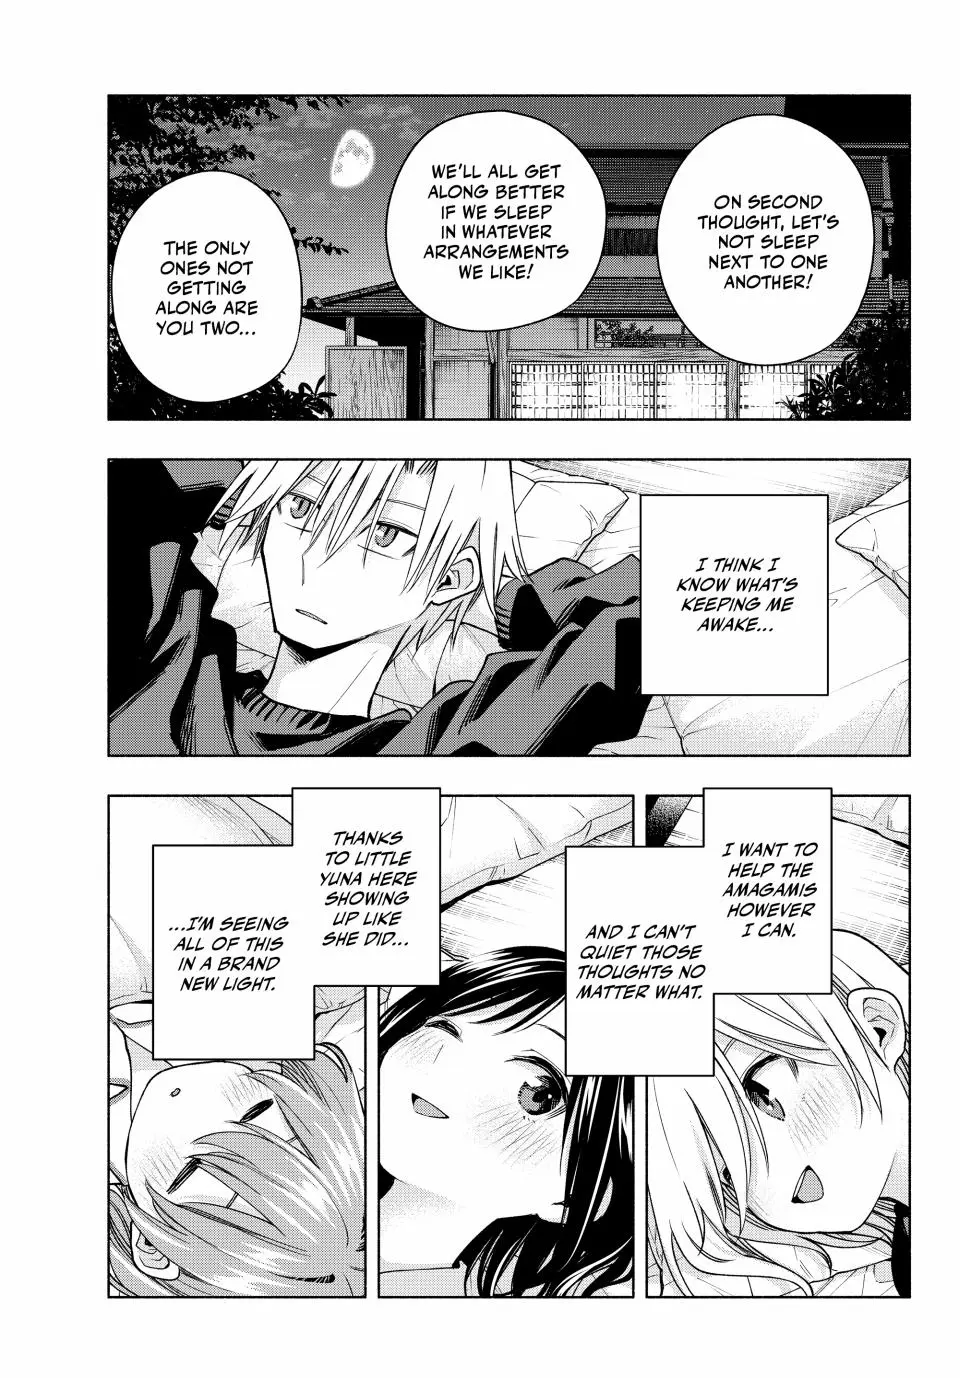 ON SECOND
THOUGHT, LET'S
NOT SLEEP
NEXT TO ONE
ANOTHER!
WE'LL ALL GET
ALONG BETTER
IF WE SLEEP
IN WHATEVER
ARRANGEMENTS
WE LIKE!
THE ONLY
ONES NOT
GETTING
ALONG ARE
YOU TWO...
I THINK I
KNOW WHAT'S
KEEPING ME
AWAKE...
I WANT TO
HELP THE
AMAGAMIS
HOWEVER
I CAN.
AND I CAN'T
QUIET THOSE
THOUGHTS NO
MATTER WHAT.
THANKS
TO LITTLE
YUNA HERE
SHOWING
UP LIKE
SHE DID...
...I'M SEEING
ALL OF THIS
IN A BRAND
NEW LIGHT.